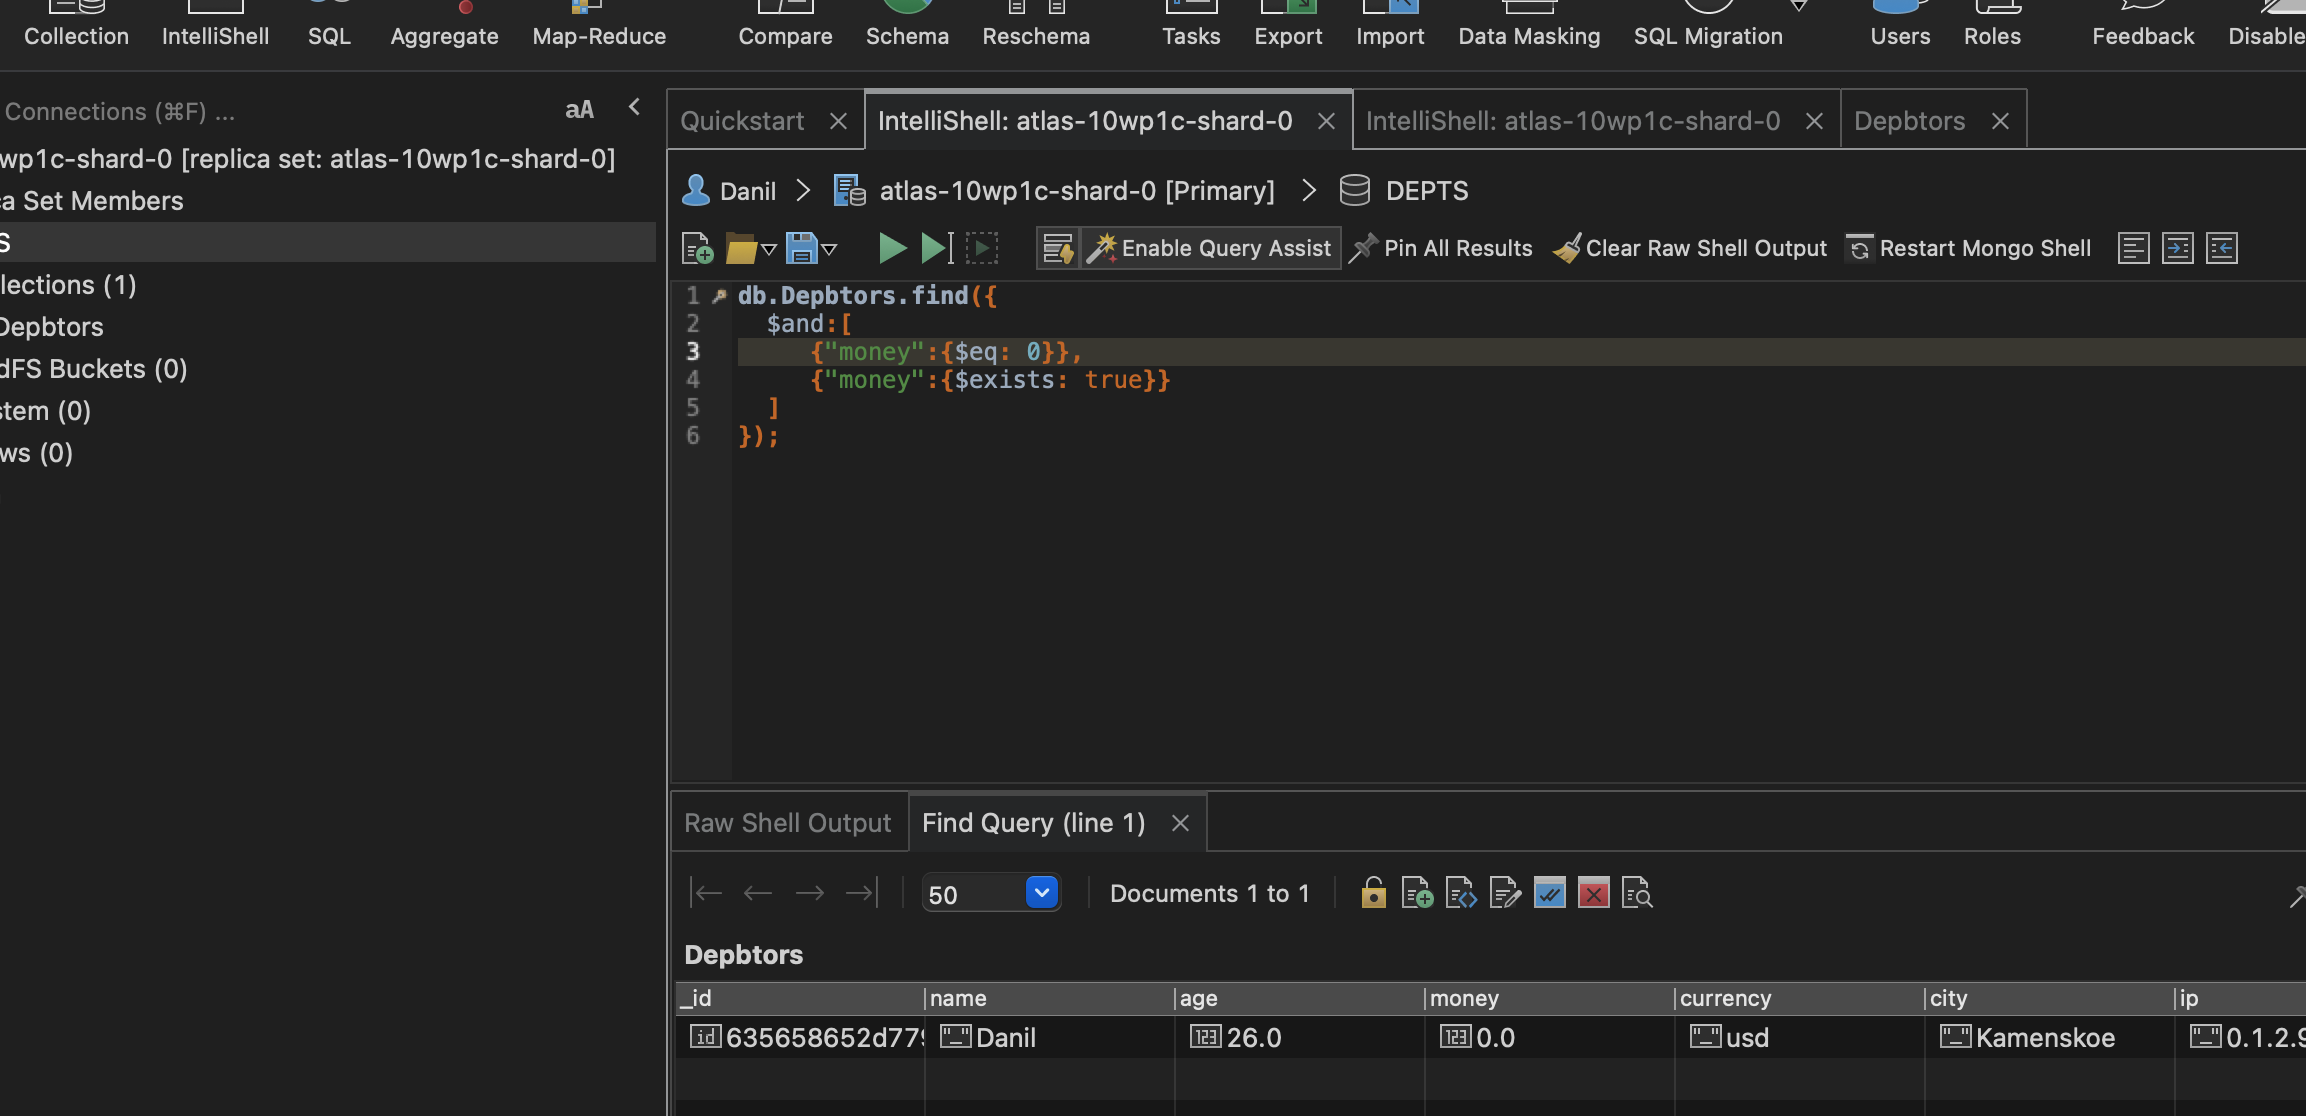 Collection IntelliShell SQL Aggregate Map-Reduce Compare Schema Reschema Tasks Export Import Data Masking SQL Migration Users Roles Feedback Disable
Connections (⌘F) ... aA
Quickstart IntelliShell: atlas-10wp1c-shard-0 IntelliShell: atlas-10wp1c-shard-0 Depbtors
wp1c-shard-0 [replica set: atlas-10wp1c-shard-0]
a Set Members
S
lections (1)
Depbtors
dFS Buckets (0)
stem (0)
ws (0)
Danil > atlas-10wp1c-shard-0 [Primary] > DEPTS
Enable Query Assist Pin All Results Clear Raw Shell Output Restart Mongo Shell
1 db.Depbtors.find({
2 $and:[
3 {"money":{$eq: 0}},
4 {"money":{$exists: true}}
5 ]
6 });
Raw Shell Output Find Query (line 1)
50 Documents 1 to 1
Depbtors
_id name age money currency city ip
id 635658652d779 "_" Danil 123 26.0 123 0.0 "_" usd "_" Kamenskoe "_" 0.1.2.9